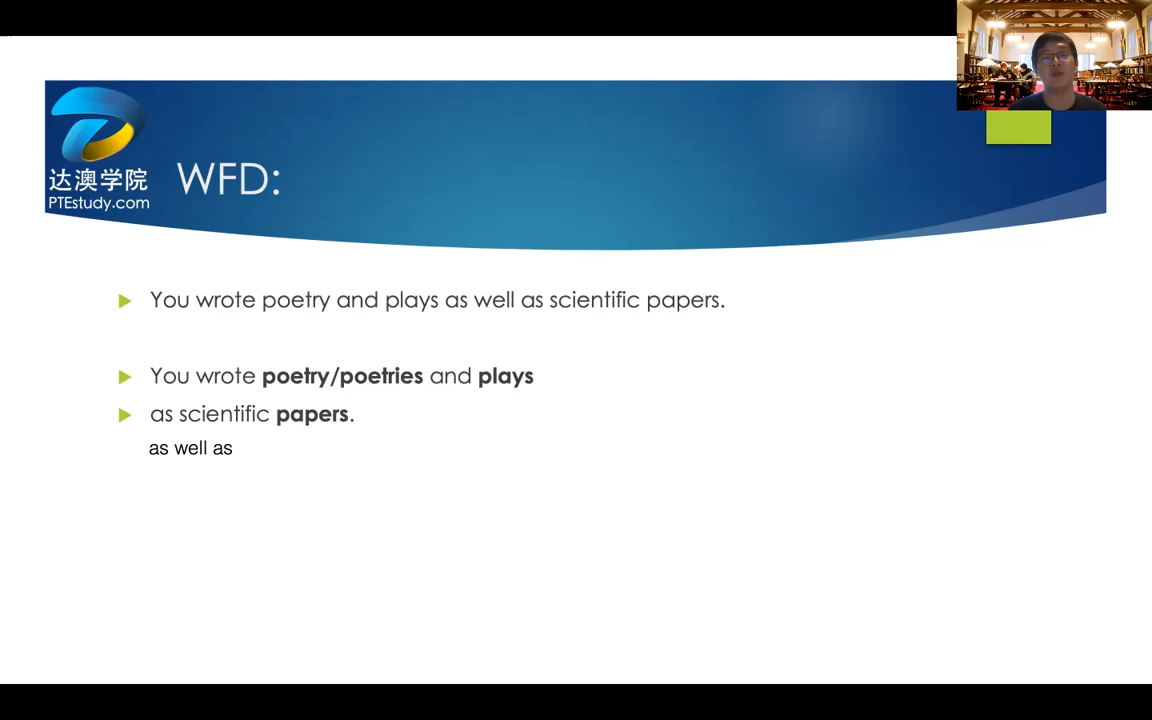 达澳学院
PTEstudy.com
WFD:
You wrote poetry and plays as well as scientific papers.
You wrote poetry/poetries and plays
as scientific papers.
as well as